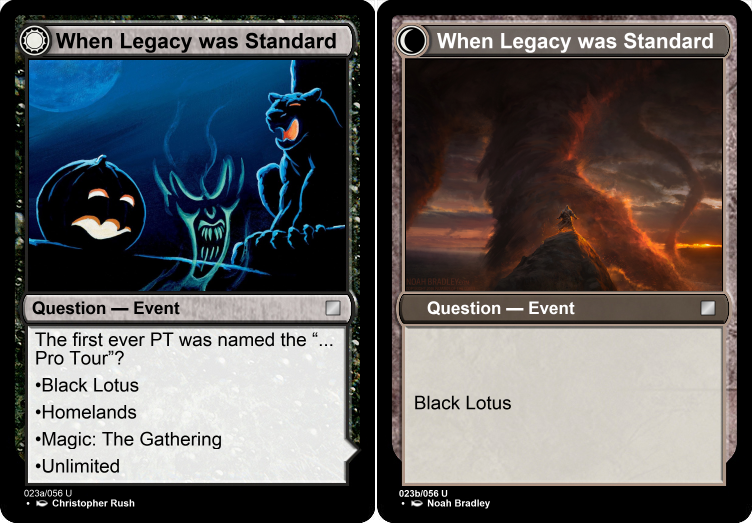 When Legacy was Standard
Question — Event
The first ever PT was named the “...
Pro Tour”?
•Black Lotus
•Homelands
•Magic: The Gathering
•Unlimited
023a/056 U
• Christopher Rush
When Legacy was Standard
NOAH BRADLEY
Question — Event
Black Lotus
023b/056 U
• Noah Bradley